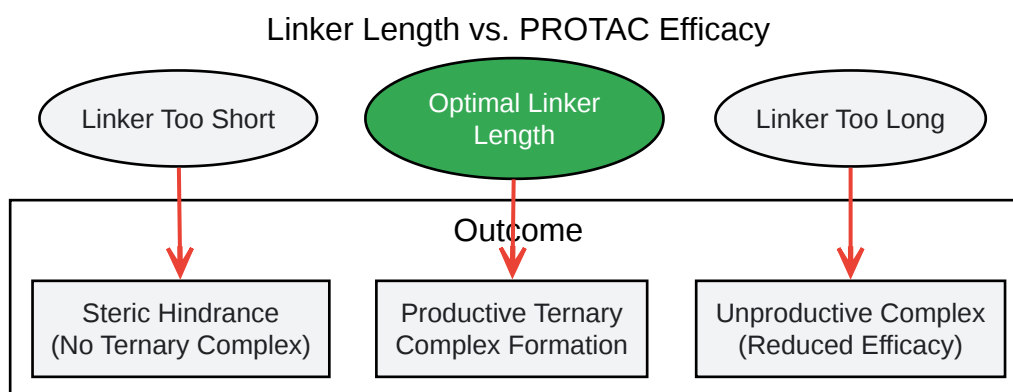 Linker Length vs. PROTAC Efficacy
Linker Too Short
Optimal Linker
Length
Linker Too Long
Outcome
Steric Hindrance
(No Ternary Complex)
Productive Ternary
Complex Formation
Unproductive Complex
(Reduced Efficacy)